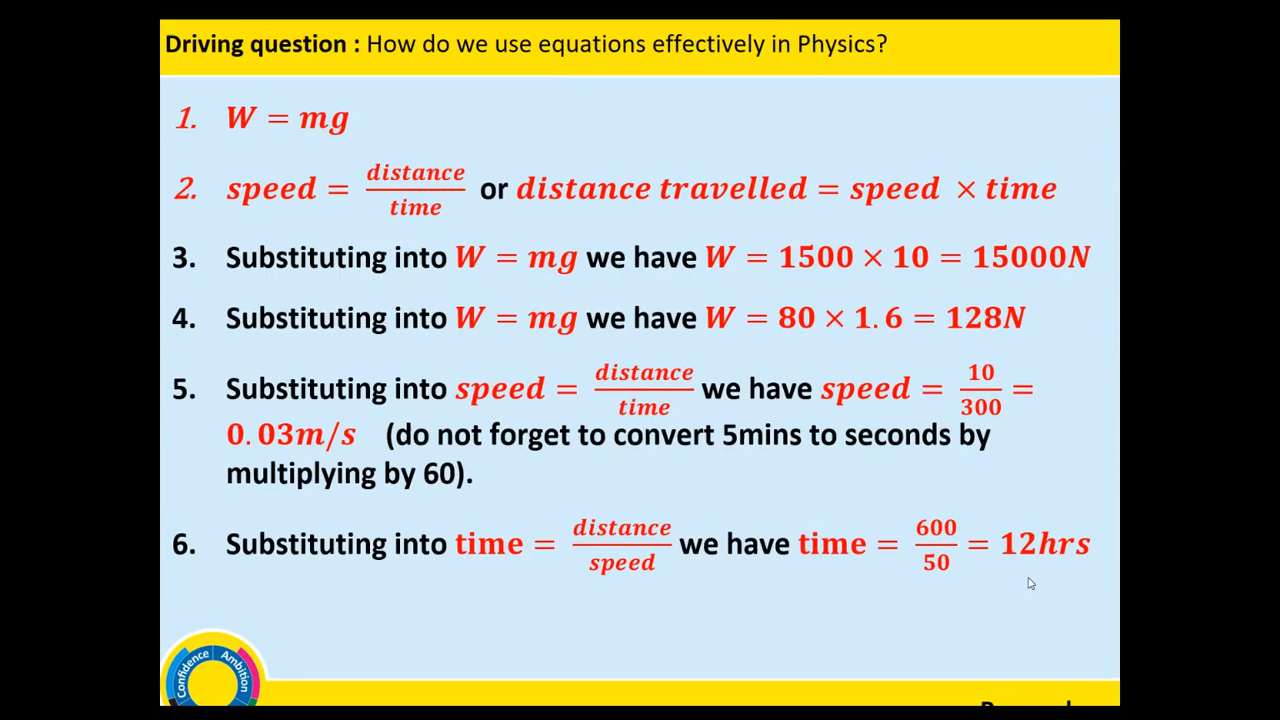 Driving question : How do we use equations effectively in Physics?
1. W = mg
2. speed = distance/time or distance travelled = speed × time
3. Substituting into W = mg we have W = 1500 × 10 = 15000N
4. Substituting into W = mg we have W = 80 × 1.6 = 128N
5. Substituting into speed = distance/time we have speed = 10/300 =
0.03m/s (do not forget to convert 5mins to seconds by
multiplying by 60).
6. Substituting into time = distance/speed we have time = 600/50 = 12hrs
Confidence Ambition